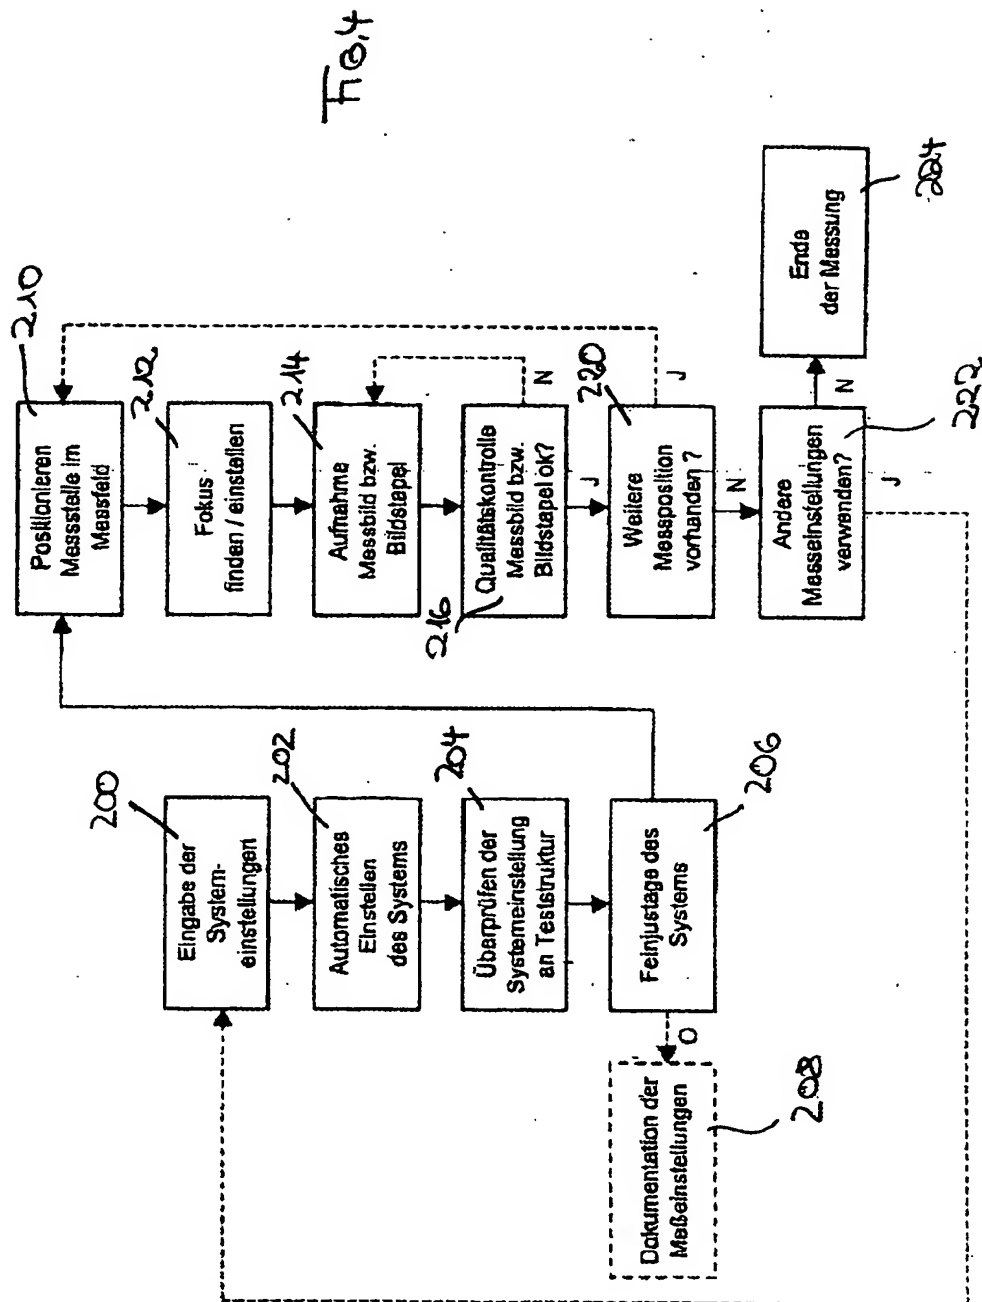 FIG.4
200
Eingabe der
System-
einstellungen
202
Automatisches
Einstellen
des Systems
204
Überprüfen der
Systemeinstellung
an Teststruktur
206
Feinjustage des
Systems
O
208
Dokumentation der
Meßeinstellungen
210
Positionieren
Messstelle im
Messfeld
212
Fokus
finden / einstellen
214
Aufnahme
Messbild bzw.
Bildstapel
216
Qualitätskontrolle
Messbild bzw.
Bildstapel ok?
N
J
220
Weitere
Messposition
vorhanden ?
J
N
222
Andere
Messeinstellungen
verwenden?
N
J
224
Ende
der Messung